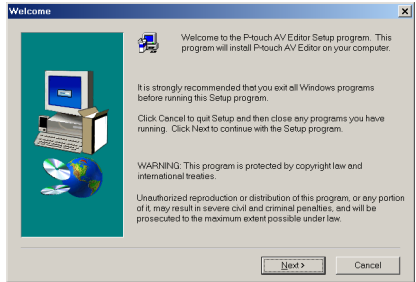 Welcome
Welcome to the P-touch AV Editor Setup program. This
program will install P-touch AV Editor on your computer.
It is strongly recommended that you exit all Windows programs
before running this Setup program.
Click Cancel to quit Setup and then close any programs you have
running. Click Next to continue with the Setup program.
WARNING: This program is protected by copyright law and
international treaties.
Unauthorized reproduction or distribution of this program, or any portion
of it, may result in severe civil and criminal penalties, and will be
prosecuted to the maximum extent possible under law.
Next > Cancel